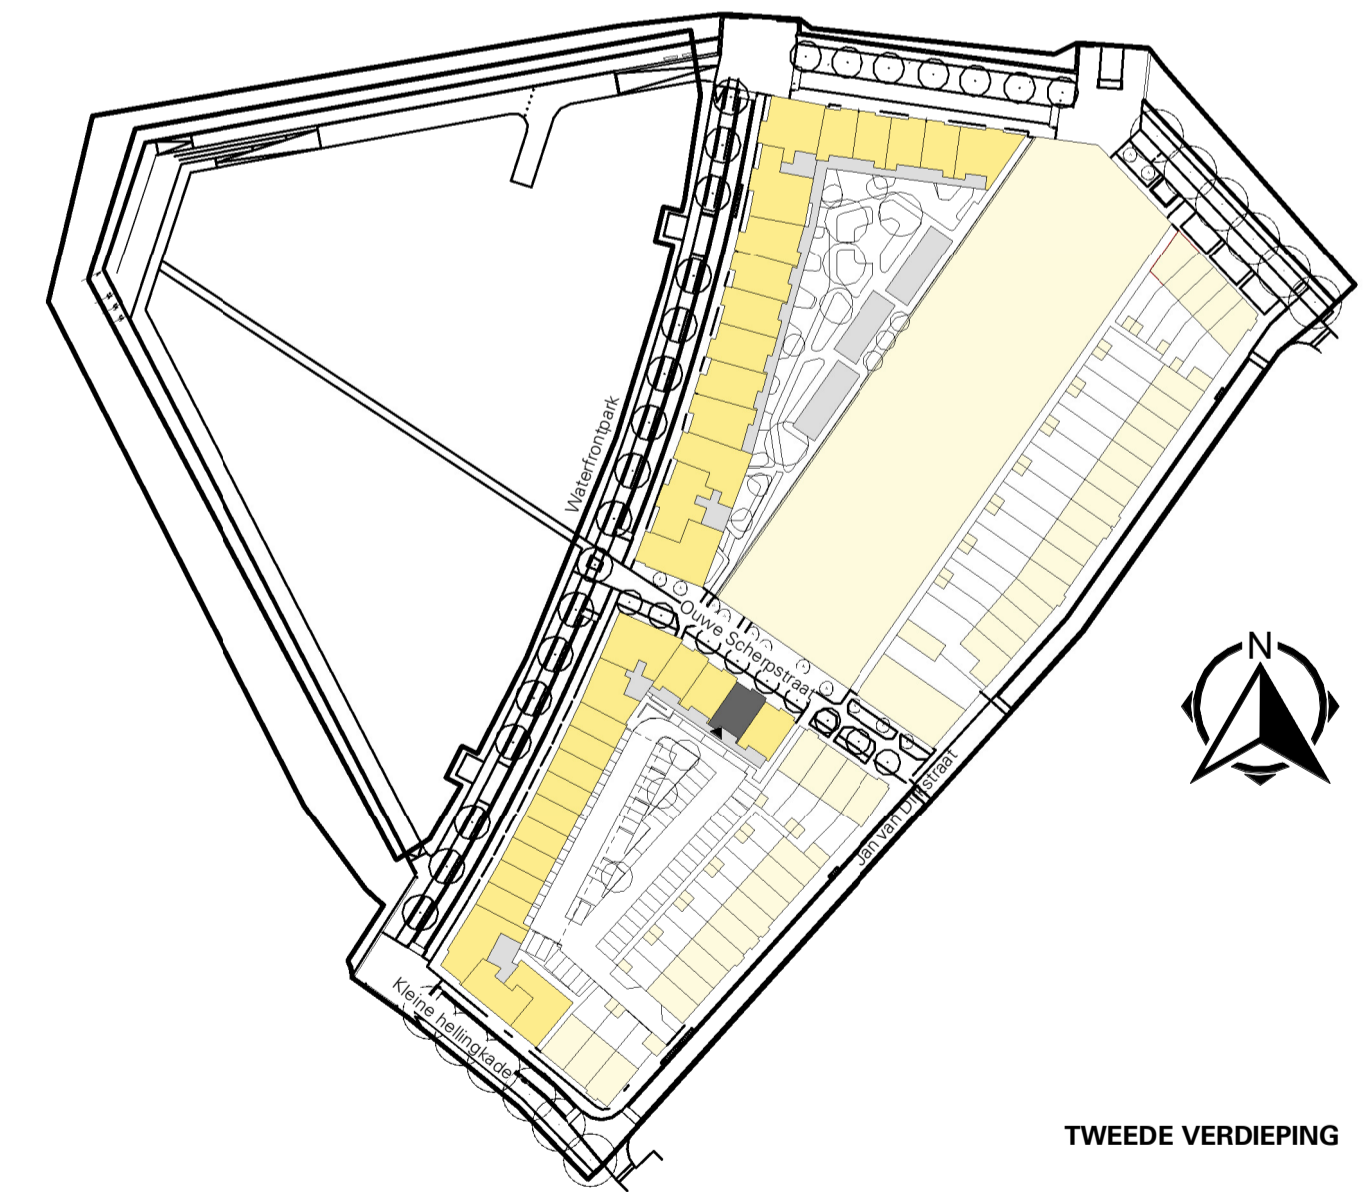 N
Waterfrontpark
Ouwe Scherpstraat
Jan van Dijkstraat
Kleine hellingkade
TWEEDE VERDIEPING